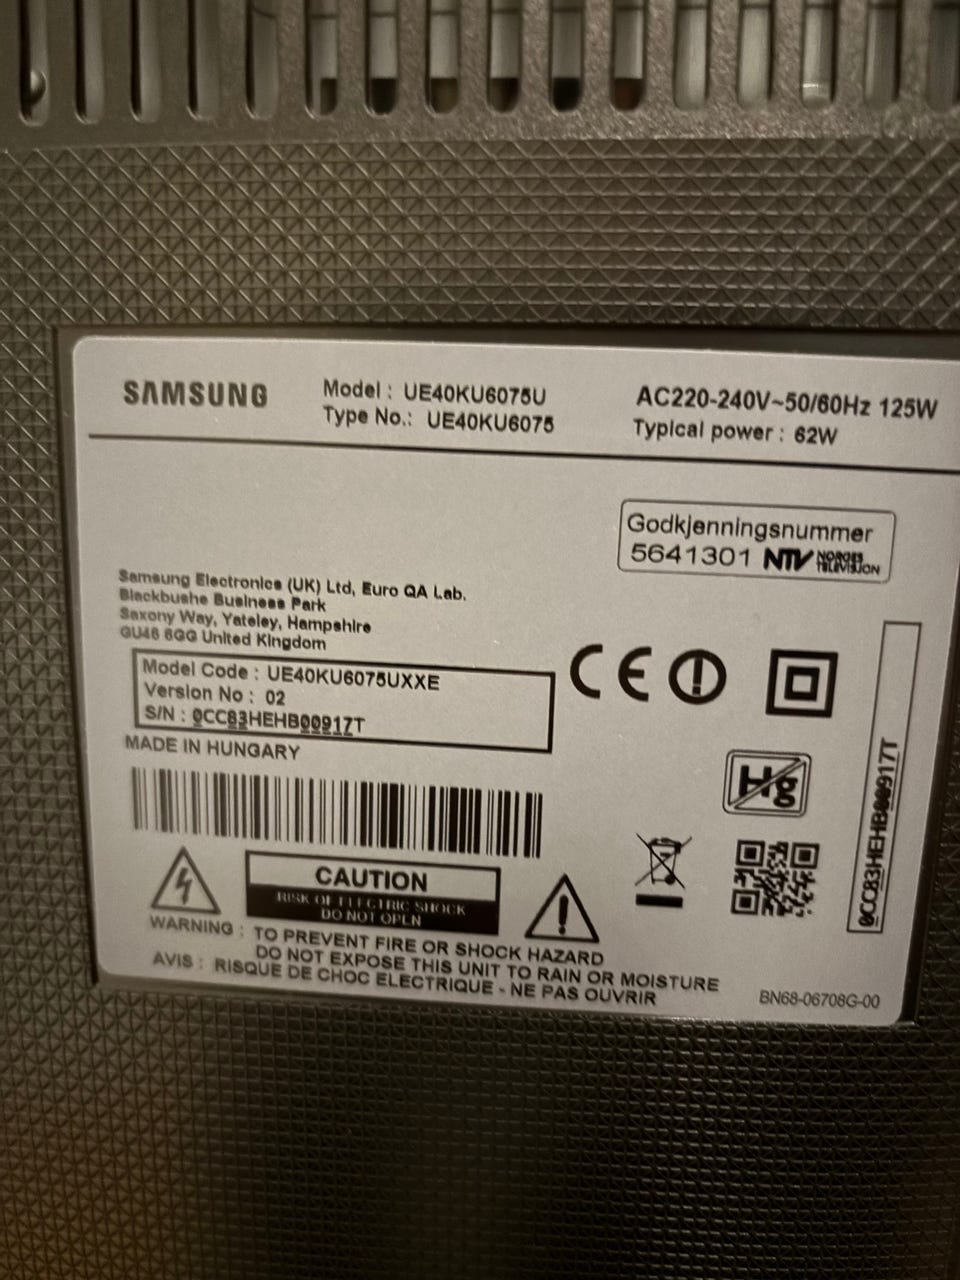 SAMSUNG
Model : UE40KU6075U
Type No.: UE40KU6075
AC220-240V~50/60Hz 125W
Typical power : 62W
Godkjenningsnummer
5641301 NTV NORGES TELEVISJON
Samsung Electronics (UK) Ltd, Euro QA Lab.
Blackbushe Business Park
Saxony Way, Yateley, Hampshire
GU46 6GG United Kingdom
Model Code : UE40KU6075UXXE
Version No : 02
S/N : 0CC83HEHB00917T
MADE IN HUNGARY
CE
Hg
0CC83HEHB00917T
CAUTION
RISK OF ELECTRIC SHOCK
DO NOT OPEN
WARNING : TO PREVENT FIRE OR SHOCK HAZARD
DO NOT EXPOSE THIS UNIT TO RAIN OR MOISTURE
AVIS : RISQUE DE CHOC ELECTRIQUE - NE PAS OUVRIR
BN68-06708G-00